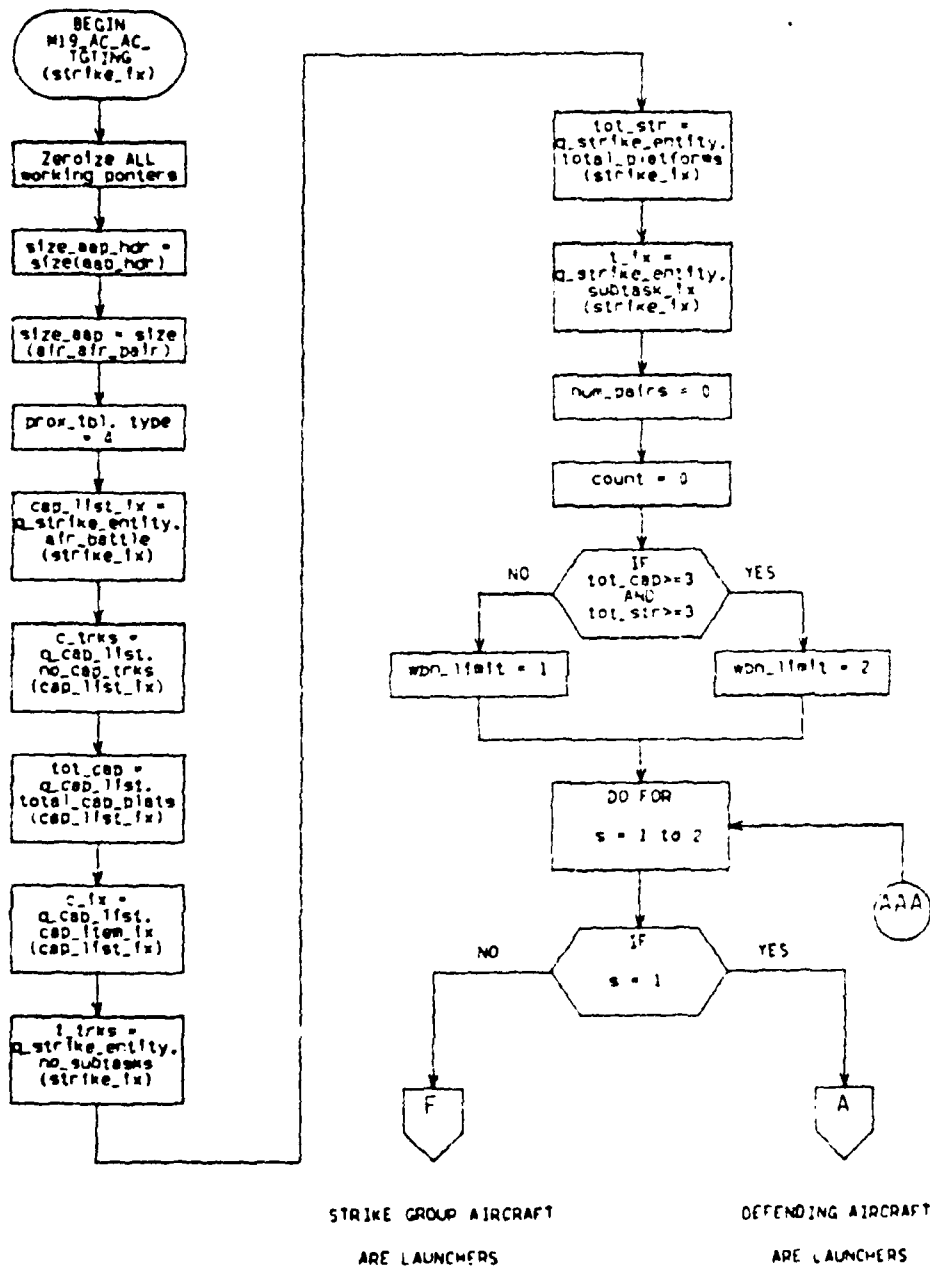 BEGIN
M19_AC_AC_
TGTING
(strike_ix)
Zeroize ALL
working ponters
size_aap_hdr =
size(aap_hdr)
size_aap = size
(air_air_pair)
prox_tbl. type
= 4
cap_list_ix =
q_strike_entity.
air_battle
(strike_ix)
c_trks =
q_cap_list.
no_cap_trks
(cap_list_ix)
tot_cap =
q_cap_list.
total_cap_plats
(cap_list_ix)
c_ix =
q_cap_list.
cap_item_ix
(cap_list_ix)
t_trks =
q_strike_entity.
no_subtasks
(strike_ix)
tot_str =
q_strike_entity.
total_platforms
(strike_ix)
t_ix =
q_strike_entity.
subtask_ix
(strike_ix)
num_pairs = 0
count = 0
IF
tot_cap>=3
AND
tot_str>=3
NO
YES
wpn_limit = 1
wpn_limit = 2
DO FOR
s = 1 to 2
AAA
IF
s = 1
NO
YES
F
A
STRIKE GROUP AIRCRAFT
ARE LAUNCHERS
DEFENDING AIRCRAFT
ARE LAUNCHERS